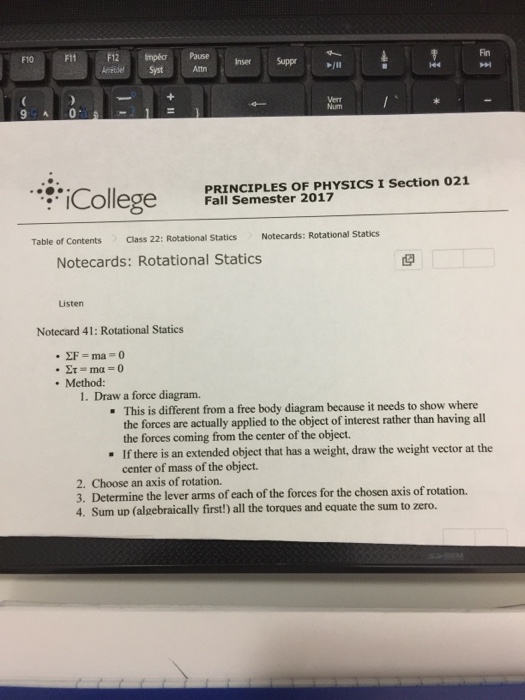 F10 F11 F12 Impécr Pause Inser Suppr Fin
Syst Attn
Verr
Num
( ) _ +
9 0 - = / * -
iCollege
PRINCIPLES OF PHYSICS I Section 021
Fall Semester 2017
Table of Contents Class 22: Rotational Statics Notecards: Rotational Statics
Notecards: Rotational Statics
Listen
Notecard 41: Rotational Statics
• ΣF = ma = 0
• Στ = mα = 0
• Method:
1. Draw a force diagram.
▪ This is different from a free body diagram because it needs to show where
the forces are actually applied to the object of interest rather than having all
the forces coming from the center of the object.
▪ If there is an extended object that has a weight, draw the weight vector at the
center of mass of the object.
2. Choose an axis of rotation.
3. Determine the lever arms of each of the forces for the chosen axis of rotation.
4. Sum up (algebraically first!) all the torques and equate the sum to zero.